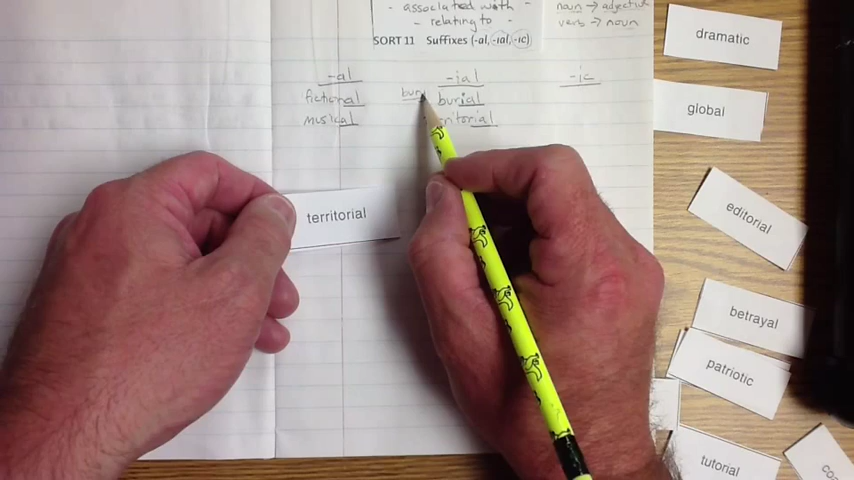 - associated with -
- relating to -
SORT 11 Suffixes (-al, -ial, -ic)
noun → adjective
verb → noun
-al
-ial
-ic
fictional
bury
burial
musical
territorial
dramatic
global
editorial
betrayal
patriotic
tutorial